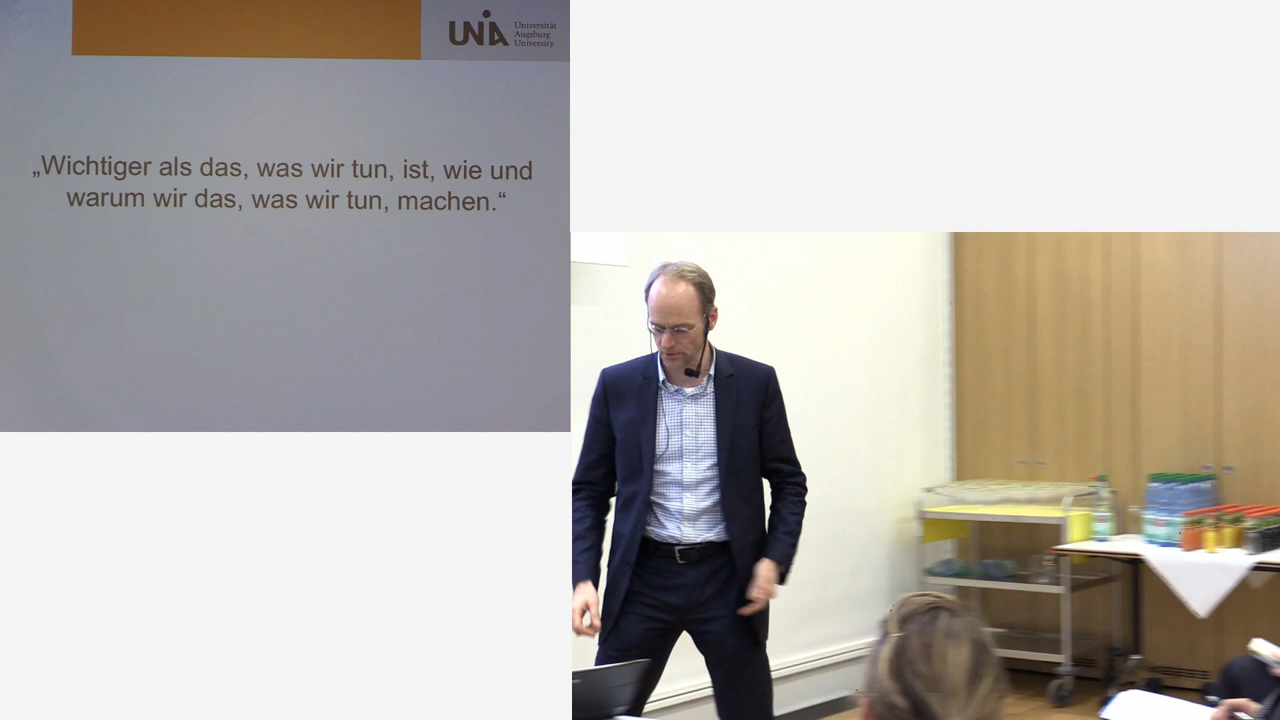 UNIA
Universität
Augsburg
University
„Wichtiger als das, was wir tun, ist, wie und
warum wir das, was wir tun, machen.“